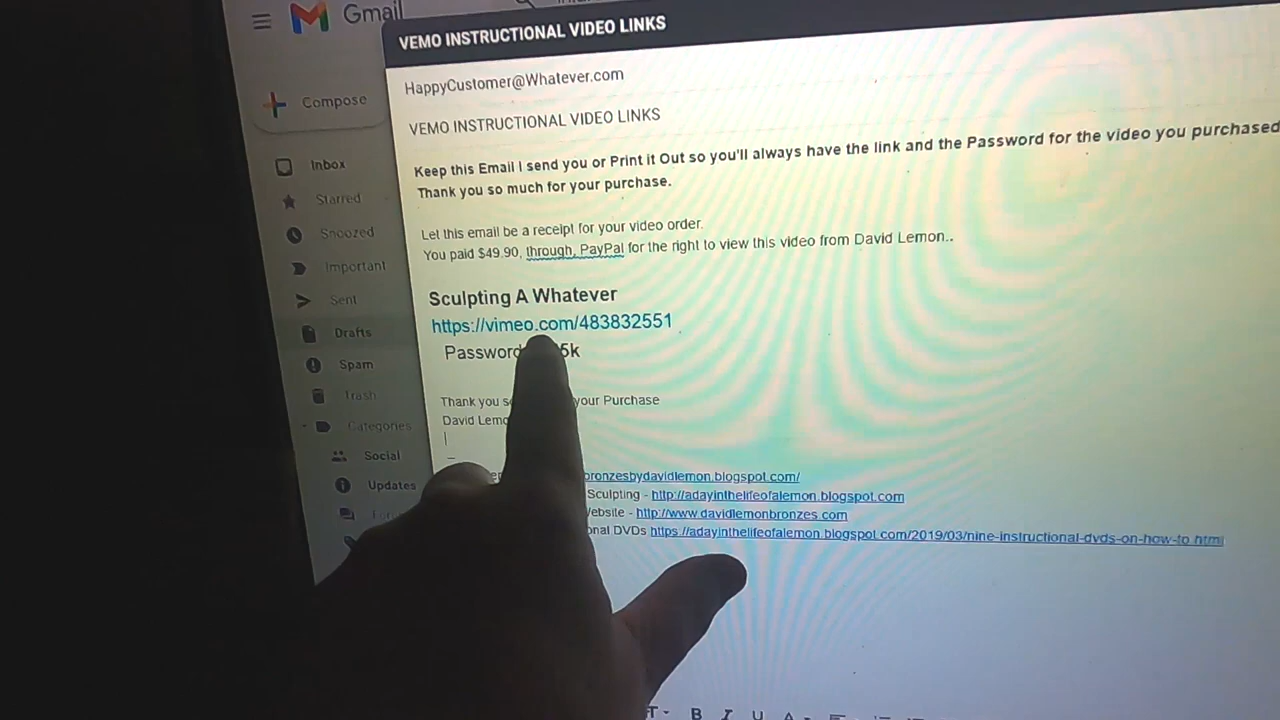 Gmail
VEMO INSTRUCTIONAL VIDEO LINKS
HappyCustomer@Whatever.com
Compose
VEMO INSTRUCTIONAL VIDEO LINKS
Inbox
Keep this Email I send you or Print it Out so you'll always have the link and the Password for the video you purchased
Starred
Thank you so much for your purchase.
Snoozed
Let this email be a receipt for your video order.
You paid $49.90, through, PayPal for the right to view this video from David Lemon..
Important
Sent
Sculpting A Whatever
https://vimeo.com/483832551
Drafts
Password 5k
Spam
Trash
Thank you your Purchase
David
Categories
Social
bronzesbydavidlemon.blogspot.com/
Updates
Sculpting - http://adayinthelifeofalemon.blogspot.com
- http://www.davidlemonbronzes.com
DVDs https://adayinthelifeofalemon.blogspot.com/2019/03/nine-instructional-dvds-on-how-to.html
B I U A